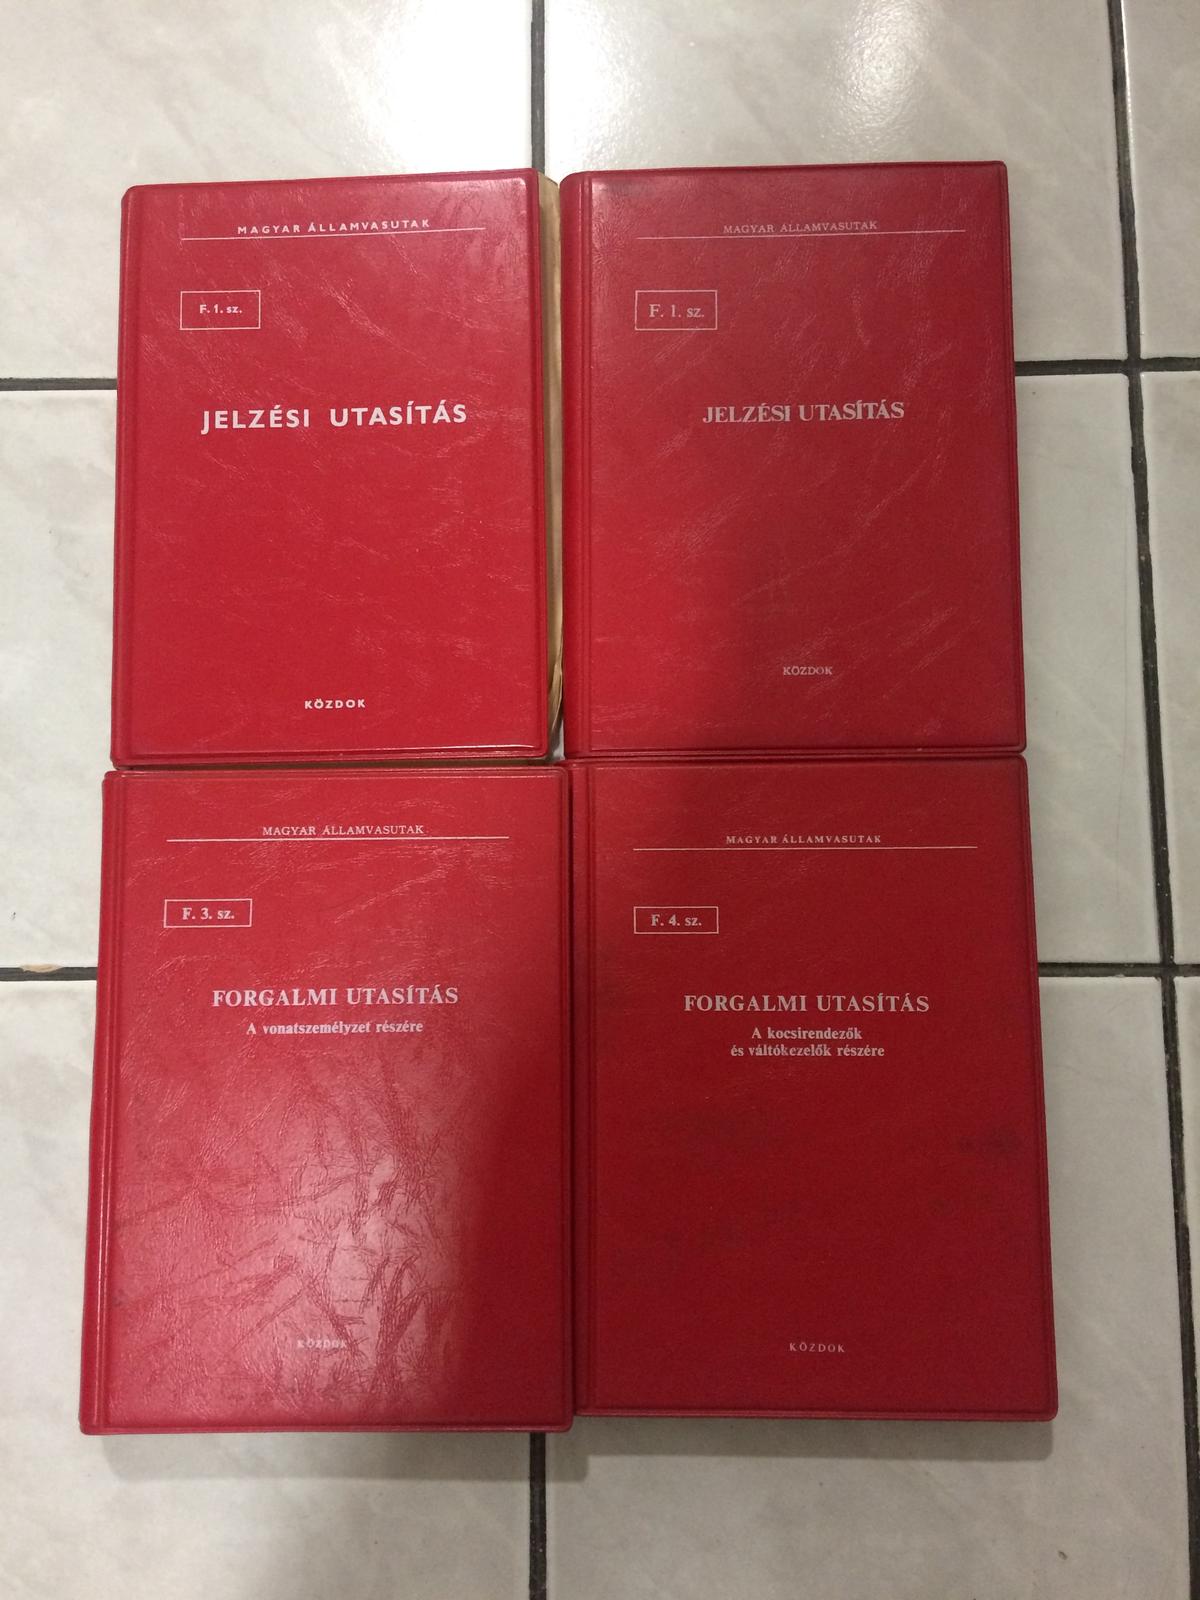 MAGYAR ÁLLAMVASUTAK
F. 1. sz.
JELZÉSI UTASÍTÁS
KÖZDOK
MAGYAR ÁLLAMVASUTAK
F. 1. sz.
JELZÉSI UTASÍTÁS
KÖZDOK
MAGYAR ÁLLAMVASUTAK
F. 3. sz.
FORGALMI UTASÍTÁS
A vonatszemélyzet részére
KÖZDOK
MAGYAR ÁLLAMVASUTAK
F. 4. sz.
FORGALMI UTASÍTÁS
A kocsirendezők
és váltókezelők részére
KÖZDOK